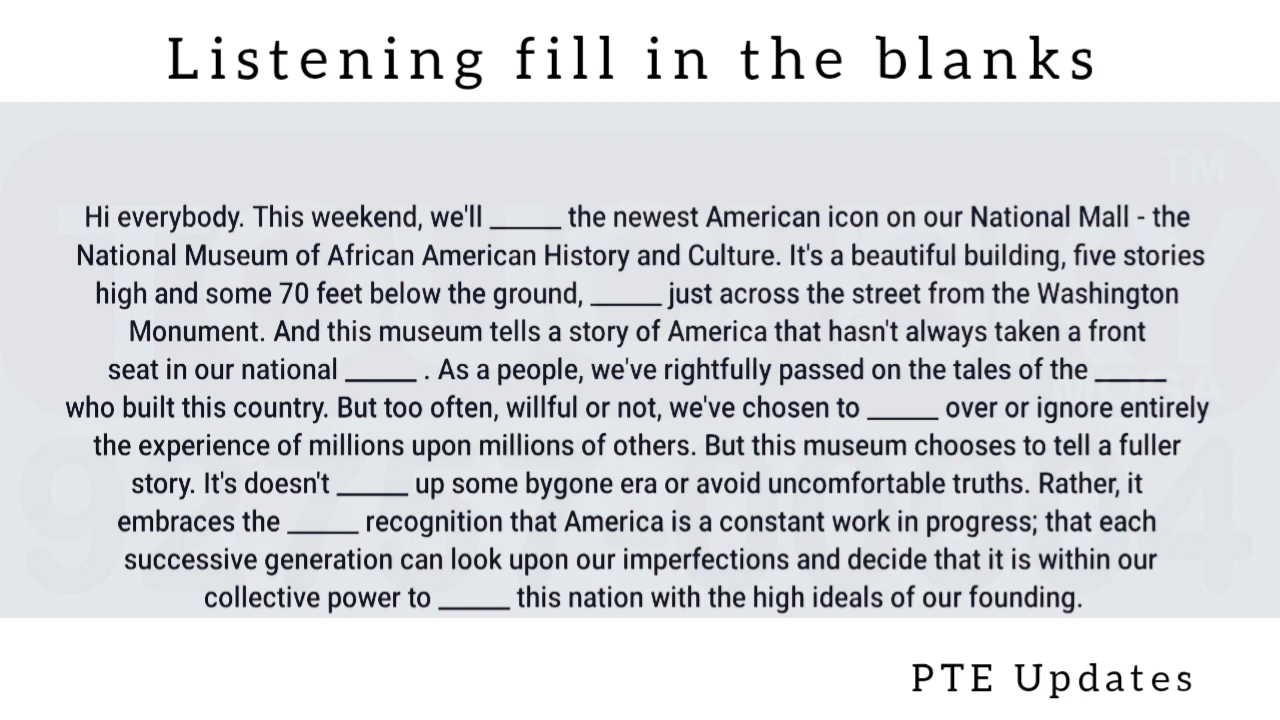 Listening fill in the blanks
TM
Hi everybody. This weekend, we'll _____ the newest American icon on our National Mall - the
National Museum of African American History and Culture. It's a beautiful building, five stories
high and some 70 feet below the ground, _____ just across the street from the Washington
Monument. And this museum tells a story of America that hasn't always taken a front
seat in our national _____ . As a people, we've rightfully passed on the tales of the _____
who built this country. But too often, willful or not, we've chosen to _____ over or ignore entirely
the experience of millions upon millions of others. But this museum chooses to tell a fuller
story. It's doesn't _____ up some bygone era or avoid uncomfortable truths. Rather, it
embraces the _____ recognition that America is a constant work in progress; that each
successive generation can look upon our imperfections and decide that it is within our
collective power to _____ this nation with the high ideals of our founding.
PTE Updates